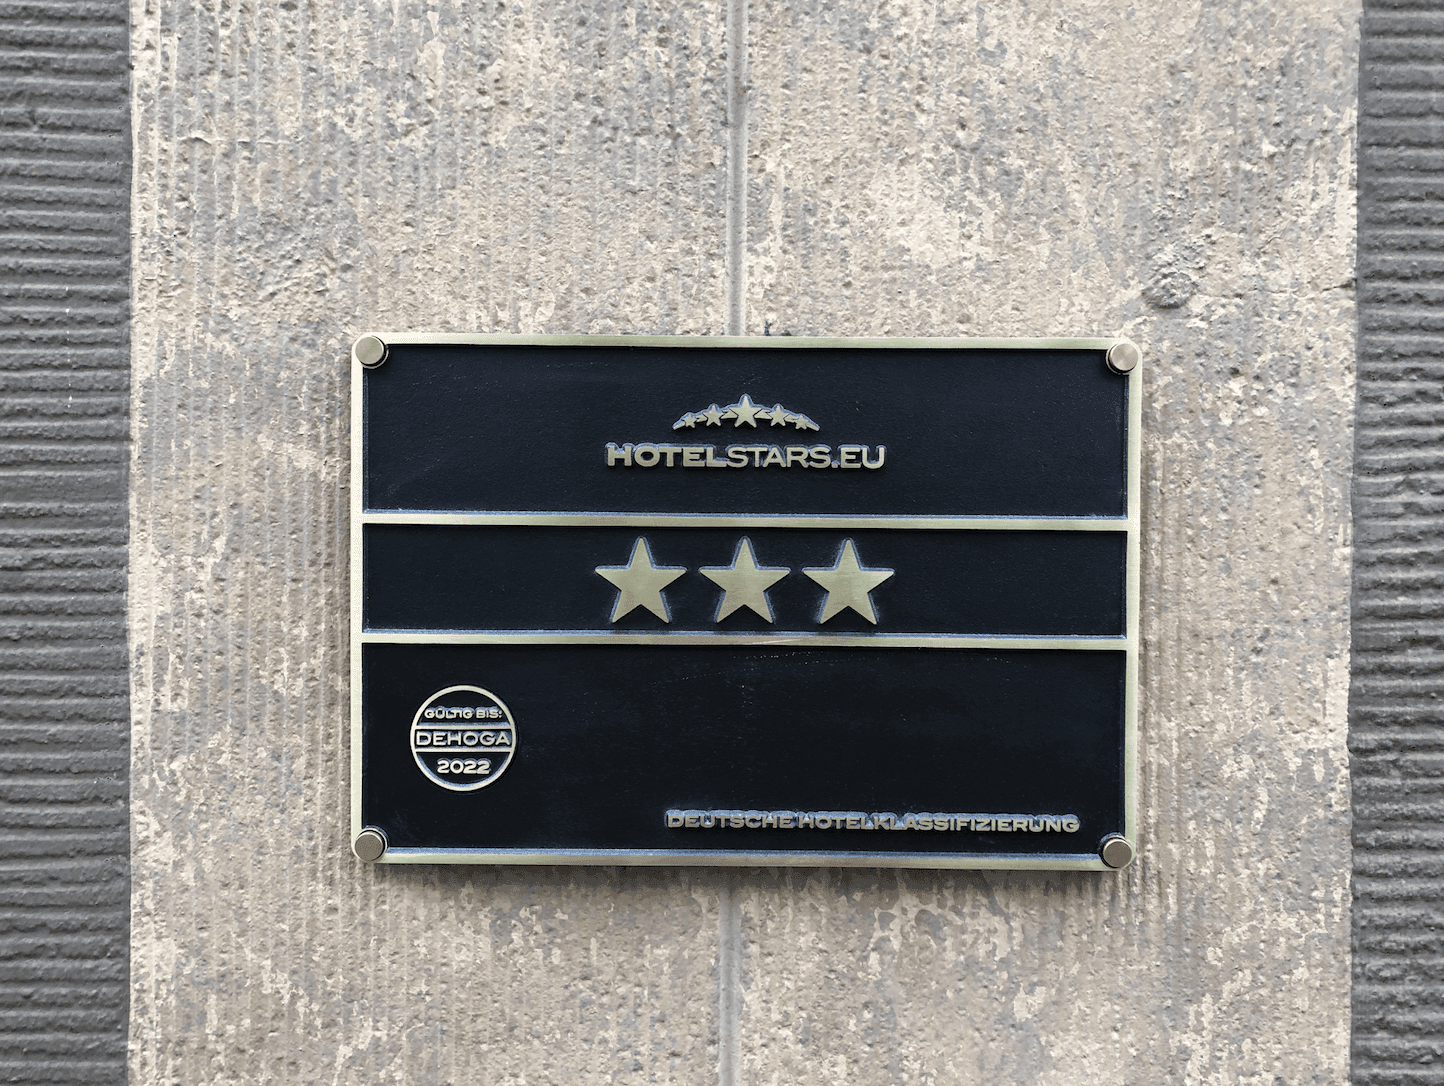 HOTELSTARS.EU
GÜLTIG BIS:
DEHOGA
2022
DEUTSCHE HOTELKLASSIFIZIERUNG